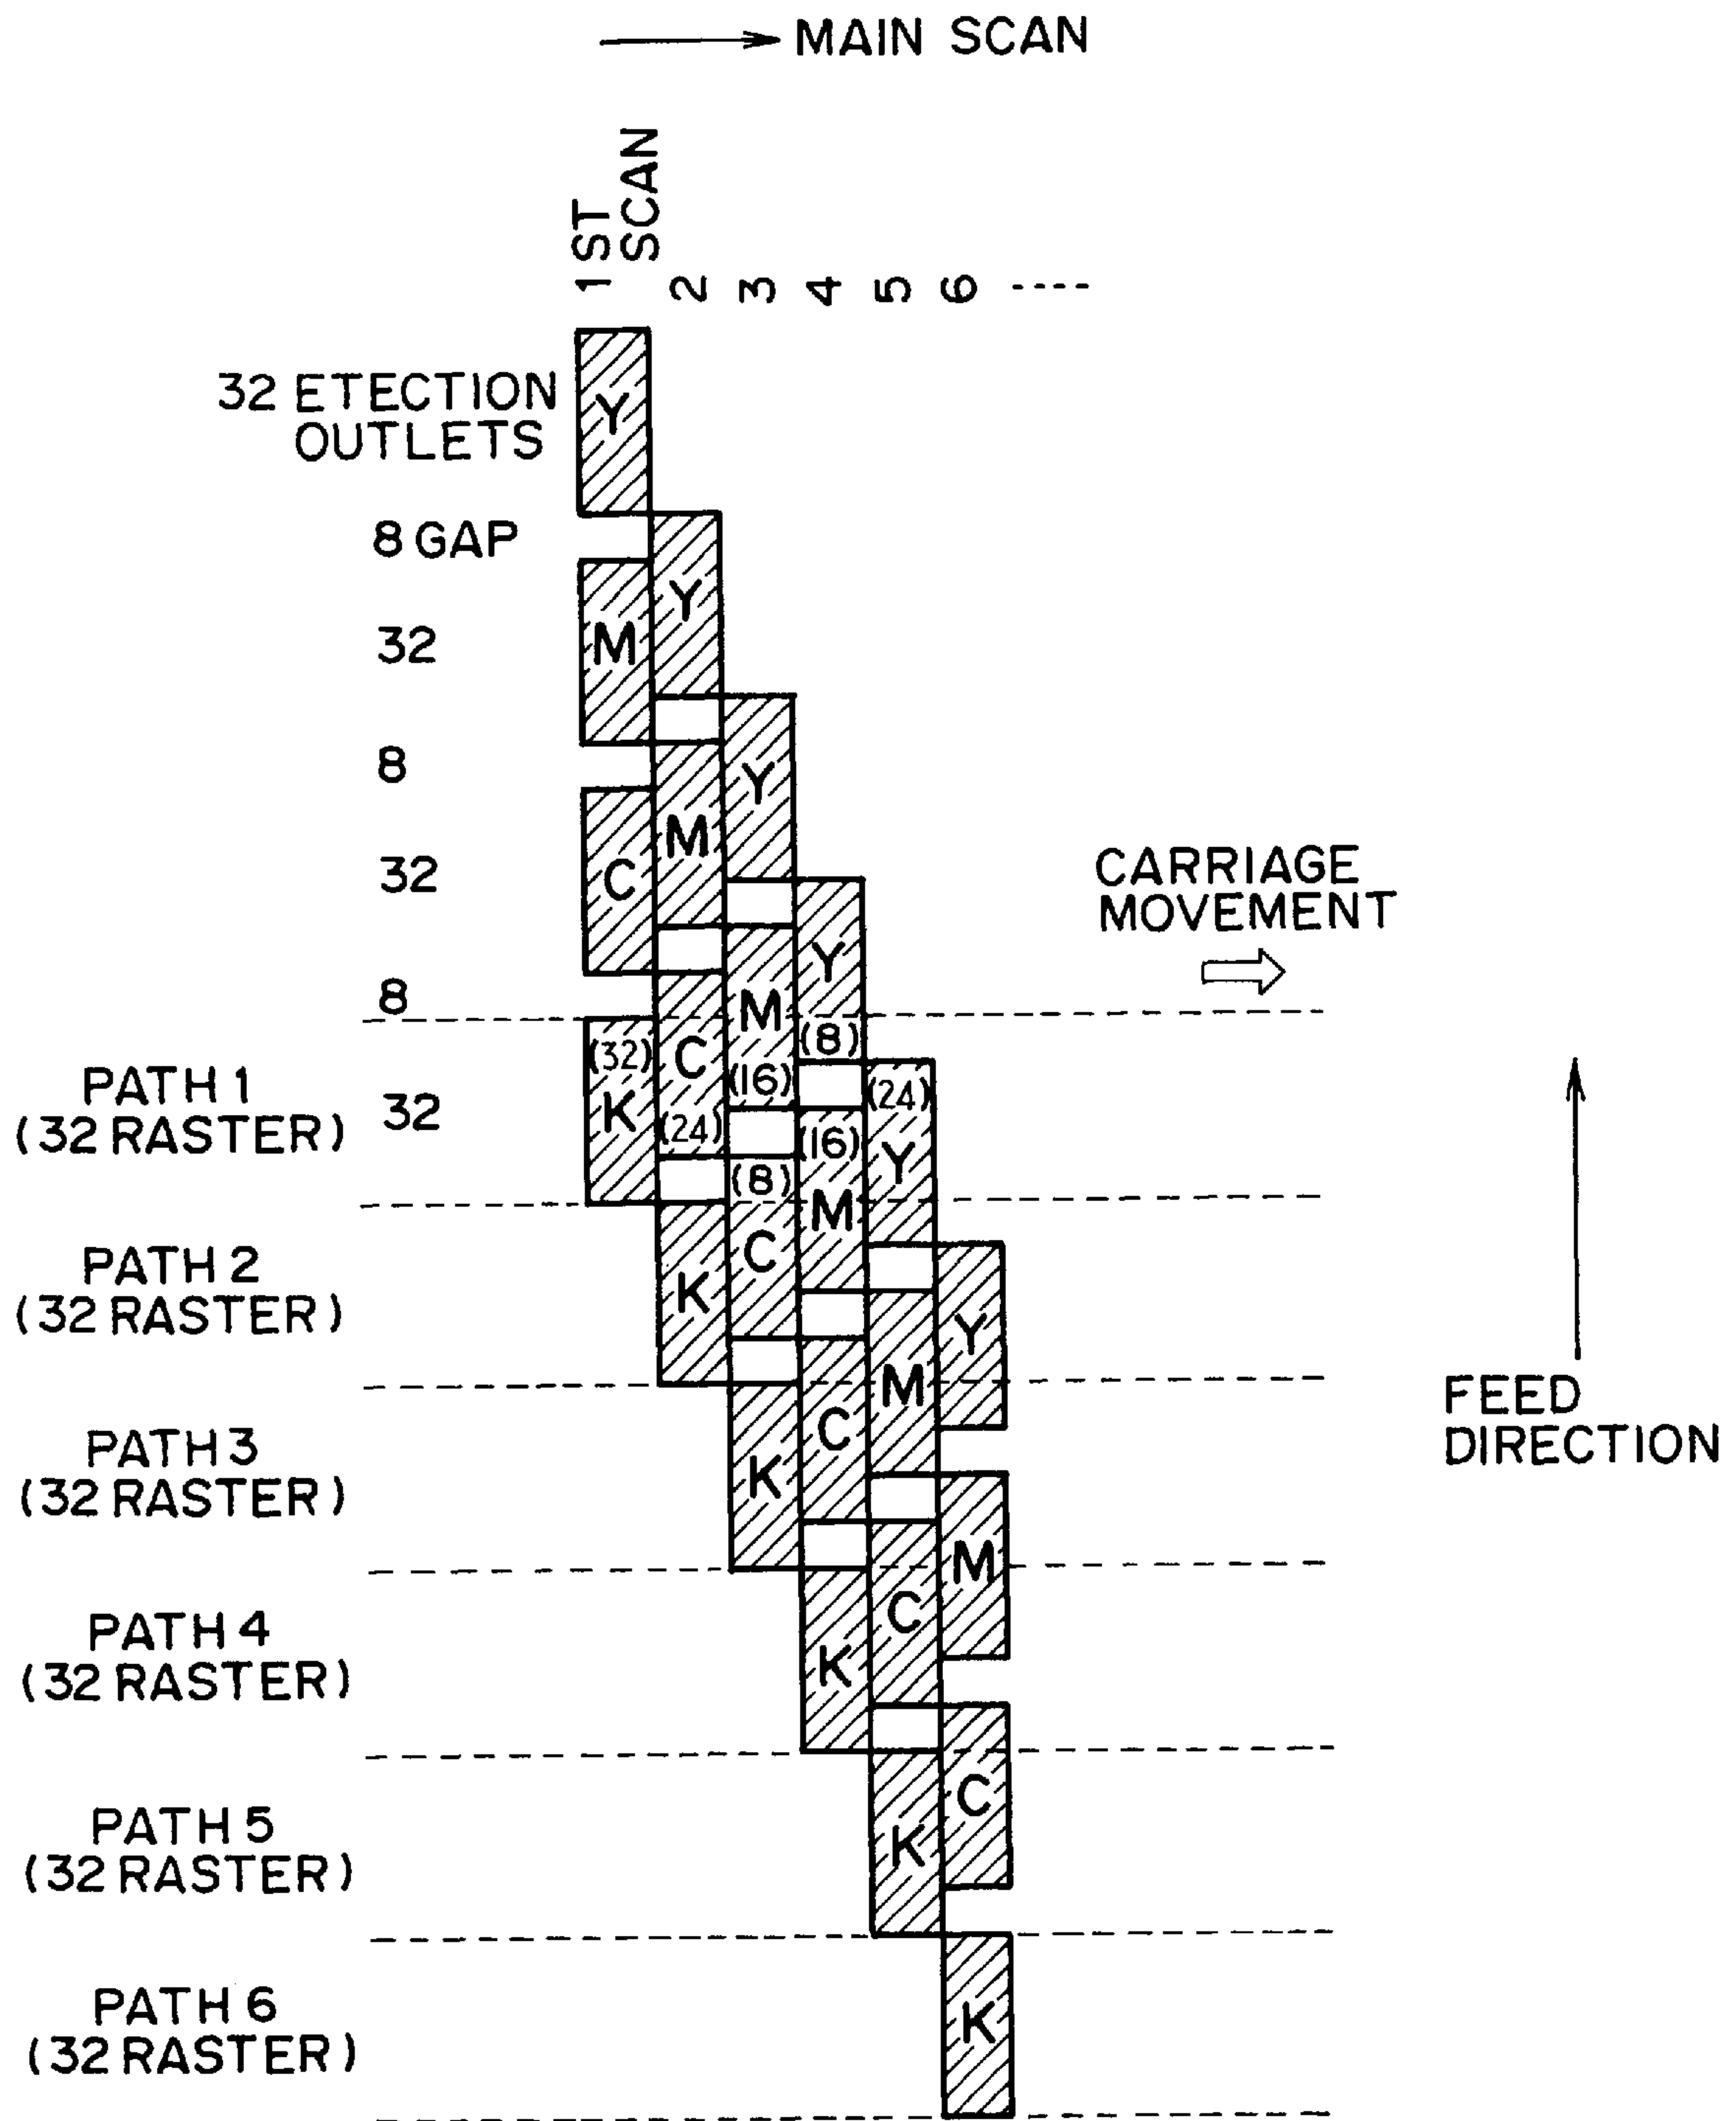 MAIN SCAN
1ST
SCAN
2
3
4
5
6
32 ETECTION
OUTLETS
Y
8 GAP
Y
32
M
8
Y
M
32
C
CARRIAGE
MOVEMENT
Y
8
M
(8)
(32)
C
(16)
(24)
PATH 1
(32 RASTER)
32
K
(24)
(16)
Y
(8)
M
C
PATH 2
(32 RASTER)
K
Y
M
FEED
DIRECTION
C
PATH 3
(32 RASTER)
K
M
C
PATH 4
(32 RASTER)
K
C
PATH 5
(32 RASTER)
K
PATH 6
(32 RASTER)
K